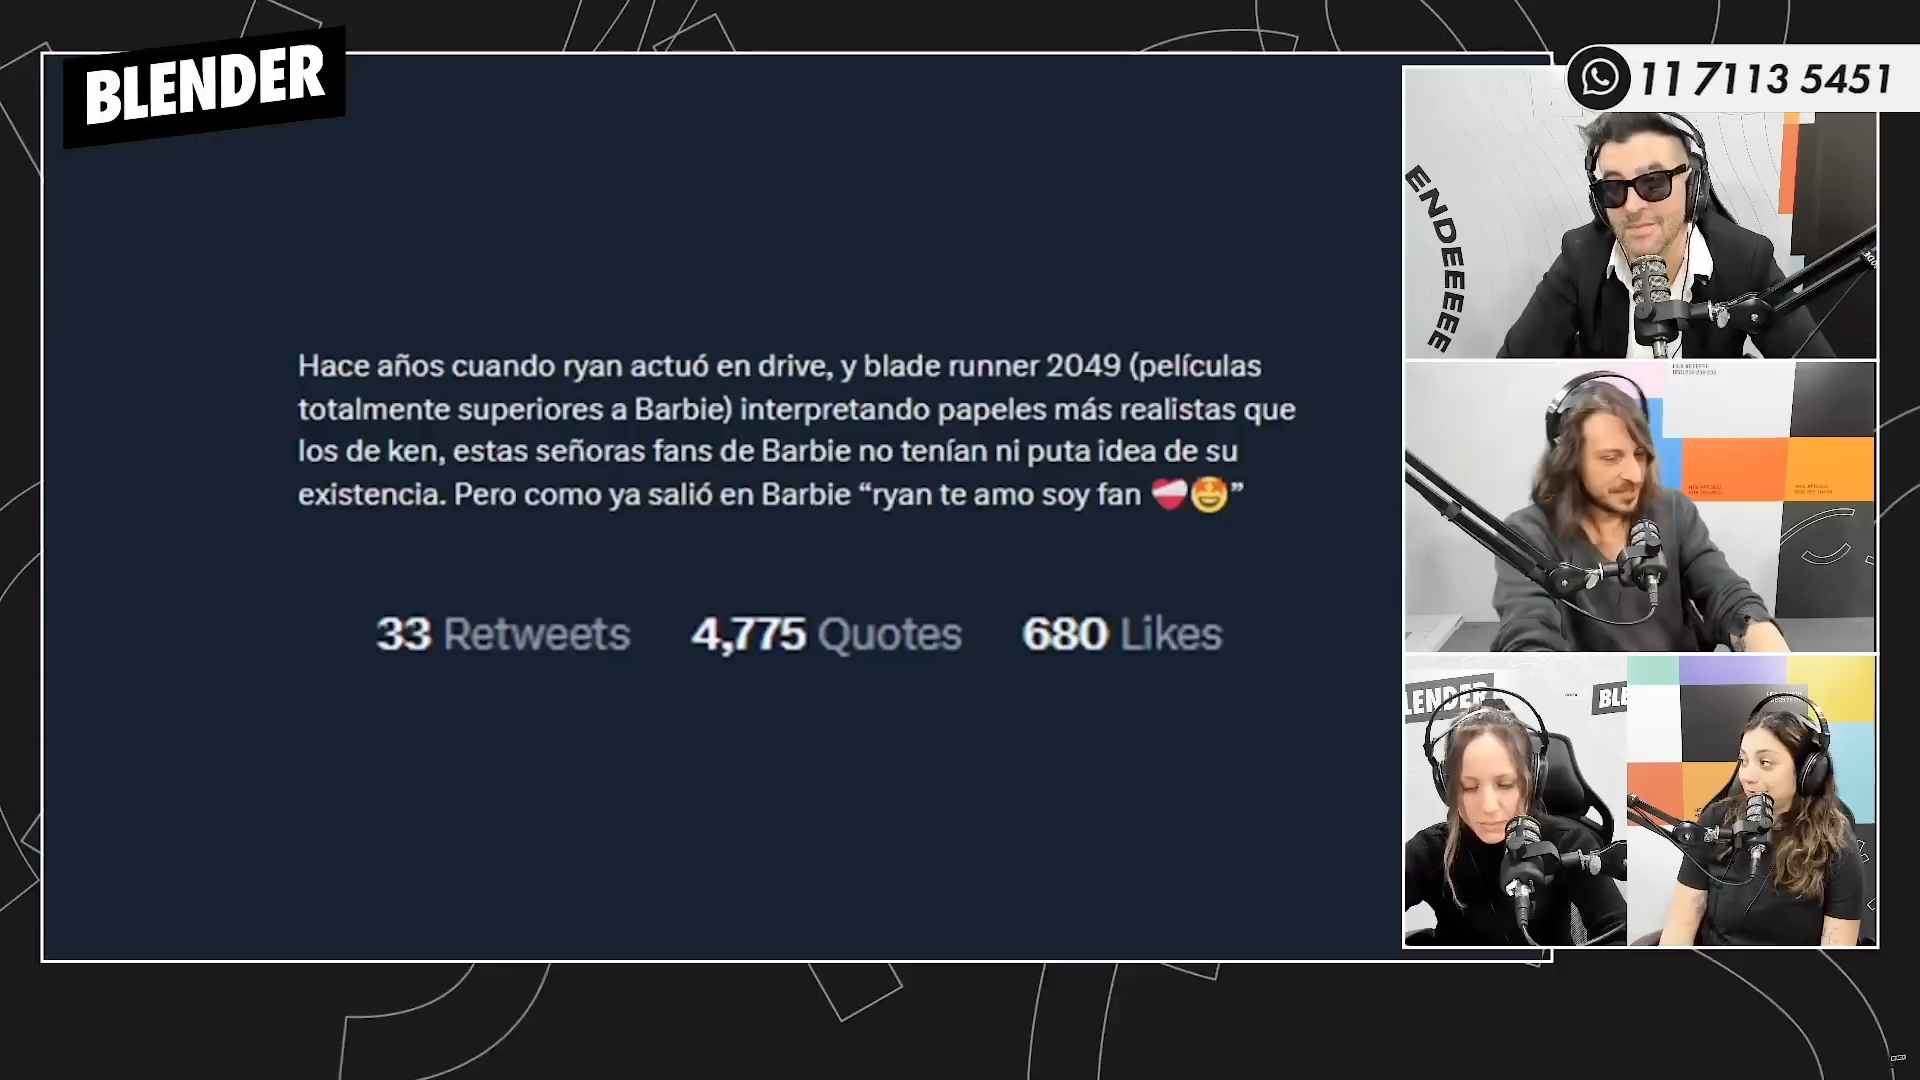 BLENDER
11 7113 5451
Hace años cuando ryan actuó en drive, y blade runner 2049 (películas
totalmente superiores a Barbie) interpretando papeles más realistas que
los de ken, estas señoras fans de Barbie no tenían ni puta idea de su
existencia. Pero como ya salió en Barbie “ryan te amo soy fan ❤️‍🩹🤩”
33 Retweets 4,775 Quotes 680 Likes
ENDEEEE
LENDER
BLE